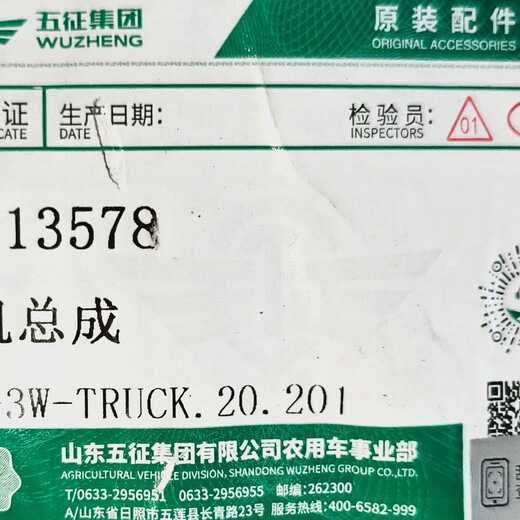 五征集团
WUZHENG
原装配件
ORIGINAL ACCESSORIES
证
CATE
生产日期：
DATE
检验员：
INSPECTORS
01
13578
机总成
3W-TRUCK.20.201
山东五征集团有限公司农用车事业部
AGRICULTURAL VEHICLE DIVISION, SHANDONG WUZHENG GROUP CO.,LTD.
T/0633-2956951 0633-2956955 邮编:262300
A/山东省日照市五莲县长青路23号 服务热线:400-6582-999